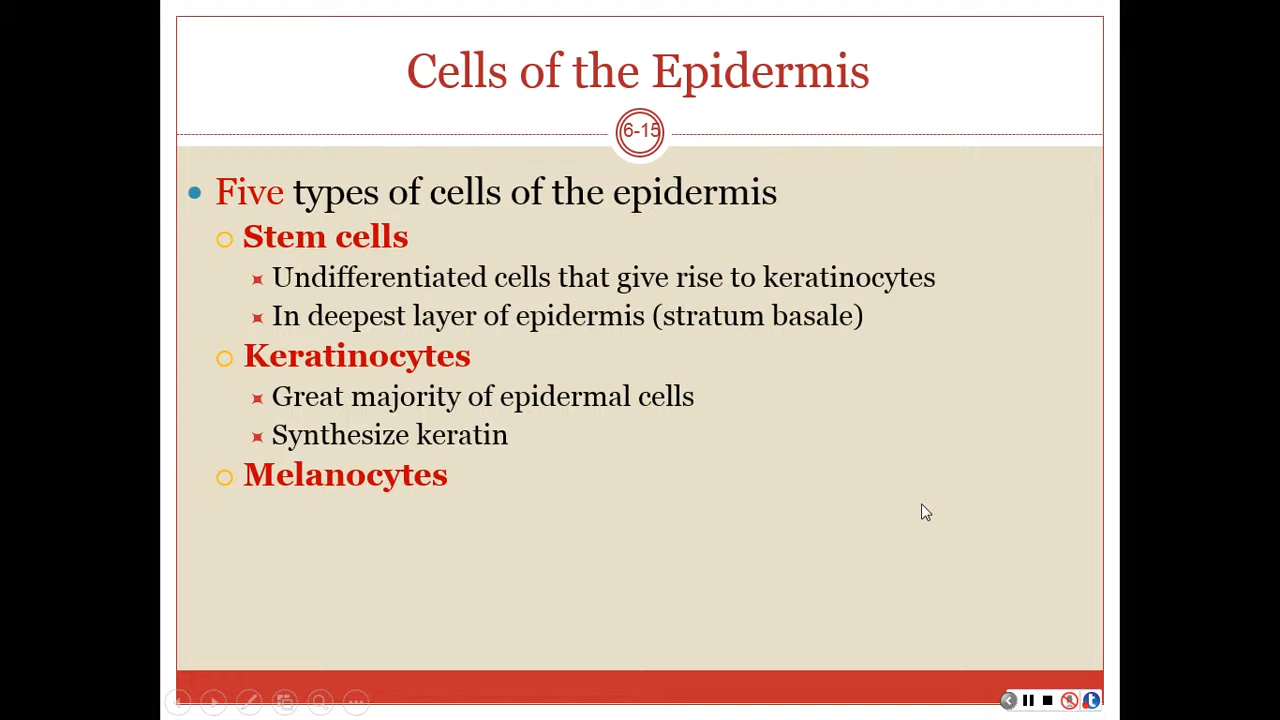 Cells of the Epidermis
6-15
Five types of cells of the epidermis
Stem cells
Undifferentiated cells that give rise to keratinocytes
In deepest layer of epidermis (stratum basale)
Keratinocytes
Great majority of epidermal cells
Synthesize keratin
Melanocytes